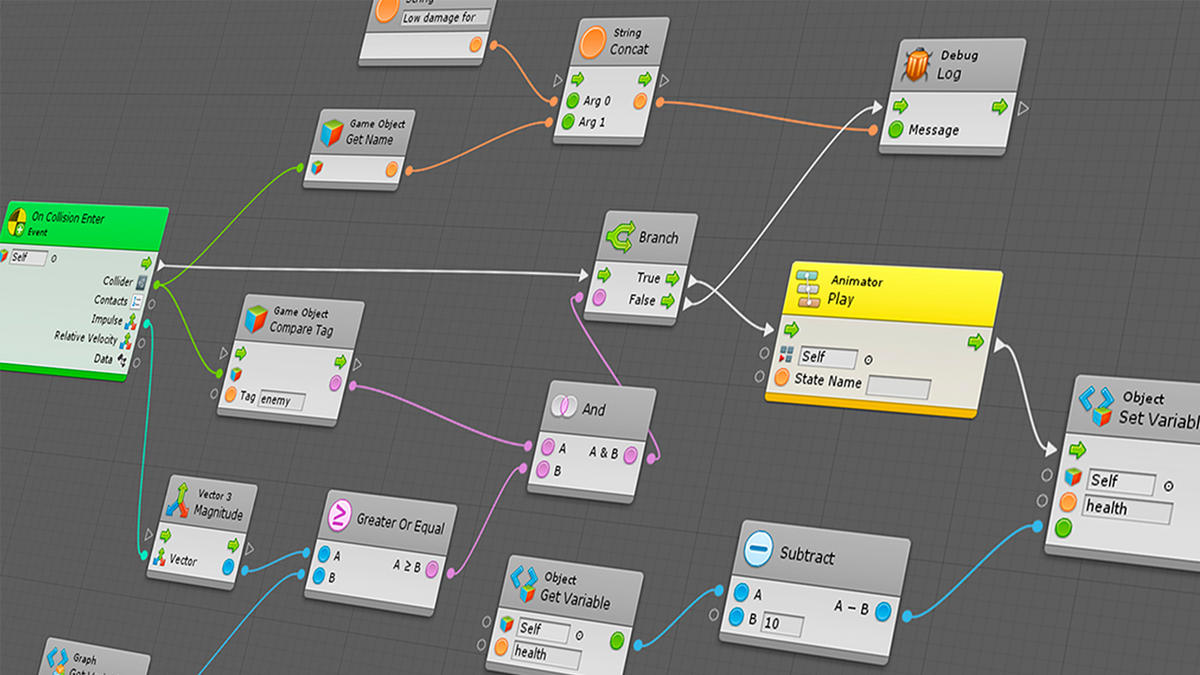 String
Low damage for
String
Concat
Arg 0
Arg 1
Debug
Log
Message
Game Object
Get Name
On Collision Enter
Event
Self
Collider
Contacts
Impulse
Relative Velocity
Data
Branch
True
False
Animator
Play
Self
State Name
Game Object
Compare Tag
Tag enemy
And
A A & B
B
Object
Set Variabl
Self
health
Vector 3
Magnitude
Vector
Greater Or Equal
A A ≥ B
B
Object
Get Variable
Self
health
Subtract
A A − B
B 10
Graph